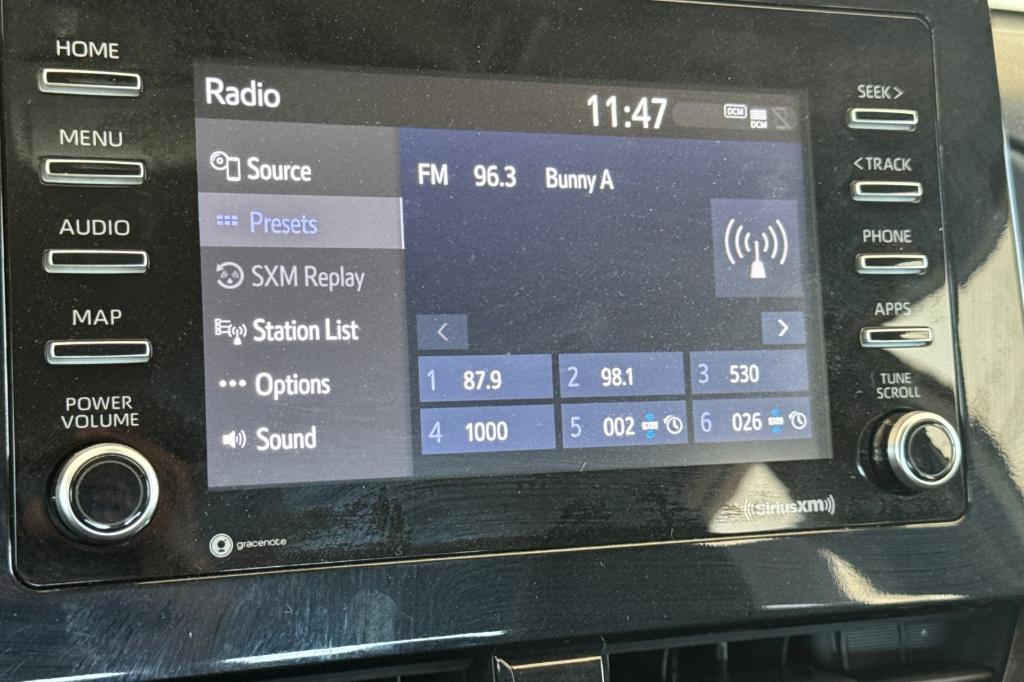 HOME
MENU
AUDIO
MAP
POWER
VOLUME
Radio
11:47
DCM
DCM
Source
Presets
SXM Replay
Station List
Options
Sound
FM 96.3 Bunny A
<
>
1 87.9
2 98.1
3 530
4 1000
5 002 SXM
6 026 SXM
SEEK >
< TRACK
PHONE
APPS
TUNE
SCROLL
gracenote
((SiriusXM))